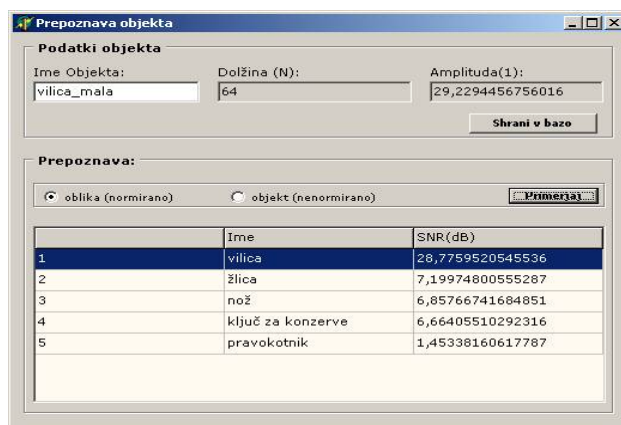 Prepoznava objekta
Podatki objekta
Ime Objekta: Dolžina (N): Amplituda(1):
vilica_mala 64 29,2294456756016
Shrani v bazo
Prepoznava:
oblika (normirano) objekt (nenormirano) Primerjaj
Ime SNR(dB)
1 vilica 28,7759520545536
2 žlica 7,19974800555287
3 nož 6,85766741684851
4 ključ za konzerve 6,66405510292316
5 pravokotnik 1,45338160617787